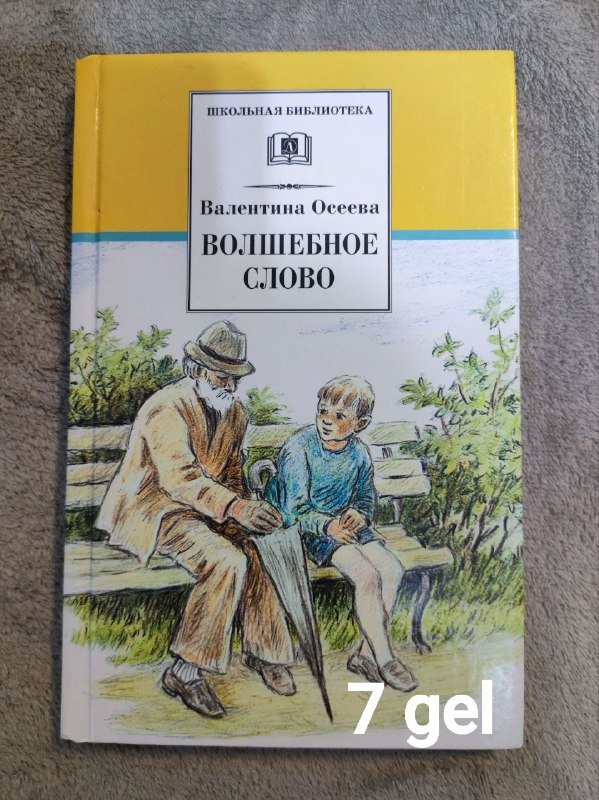 ШКОЛЬНАЯ БИБЛИОТЕКА
Валентина Осеева
ВОЛШЕБНОЕ
СЛОВО
7 gel